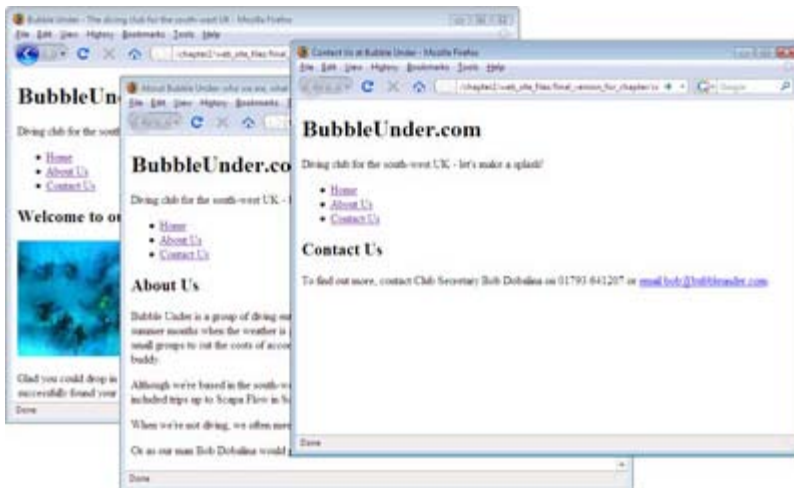 Bubble Under - The diving club for the south-west UK - Mozilla Firefox
File Edit View History Bookmarks Tools Help
BubbleUn
Diving club for the south
Home
About Us
Contact Us
Welcome to ou
Glad you could drop in
successfully found your
Done
About Bubble Under: who we are, what
File Edit View History Bookmarks
BubbleUnder.co
Diving club for the south-west UK -
Home
About Us
Contact Us
About Us
Bubble Under is a group of diving
summer months when the weather is
small groups to cut the costs of
buddy.
Although we're based in the south-we
included trips up to Scapa Flow in Sc
When we're not diving, we often mee
Or as our man Bob Dobalina would
Done
Contact Us at Bubble Under - Mozilla Firefox
File Edit View History Bookmarks Tools Help
/chapter2/web_site_files/final_version_for_chapter/
Google
BubbleUnder.com
Diving club for the south-west UK - let's make a splash!
Home
About Us
Contact Us
Contact Us
To find out more, contact Club Secretary Bob Dobalina on 01793 641207 or email bob@bubbleunder.com
Done